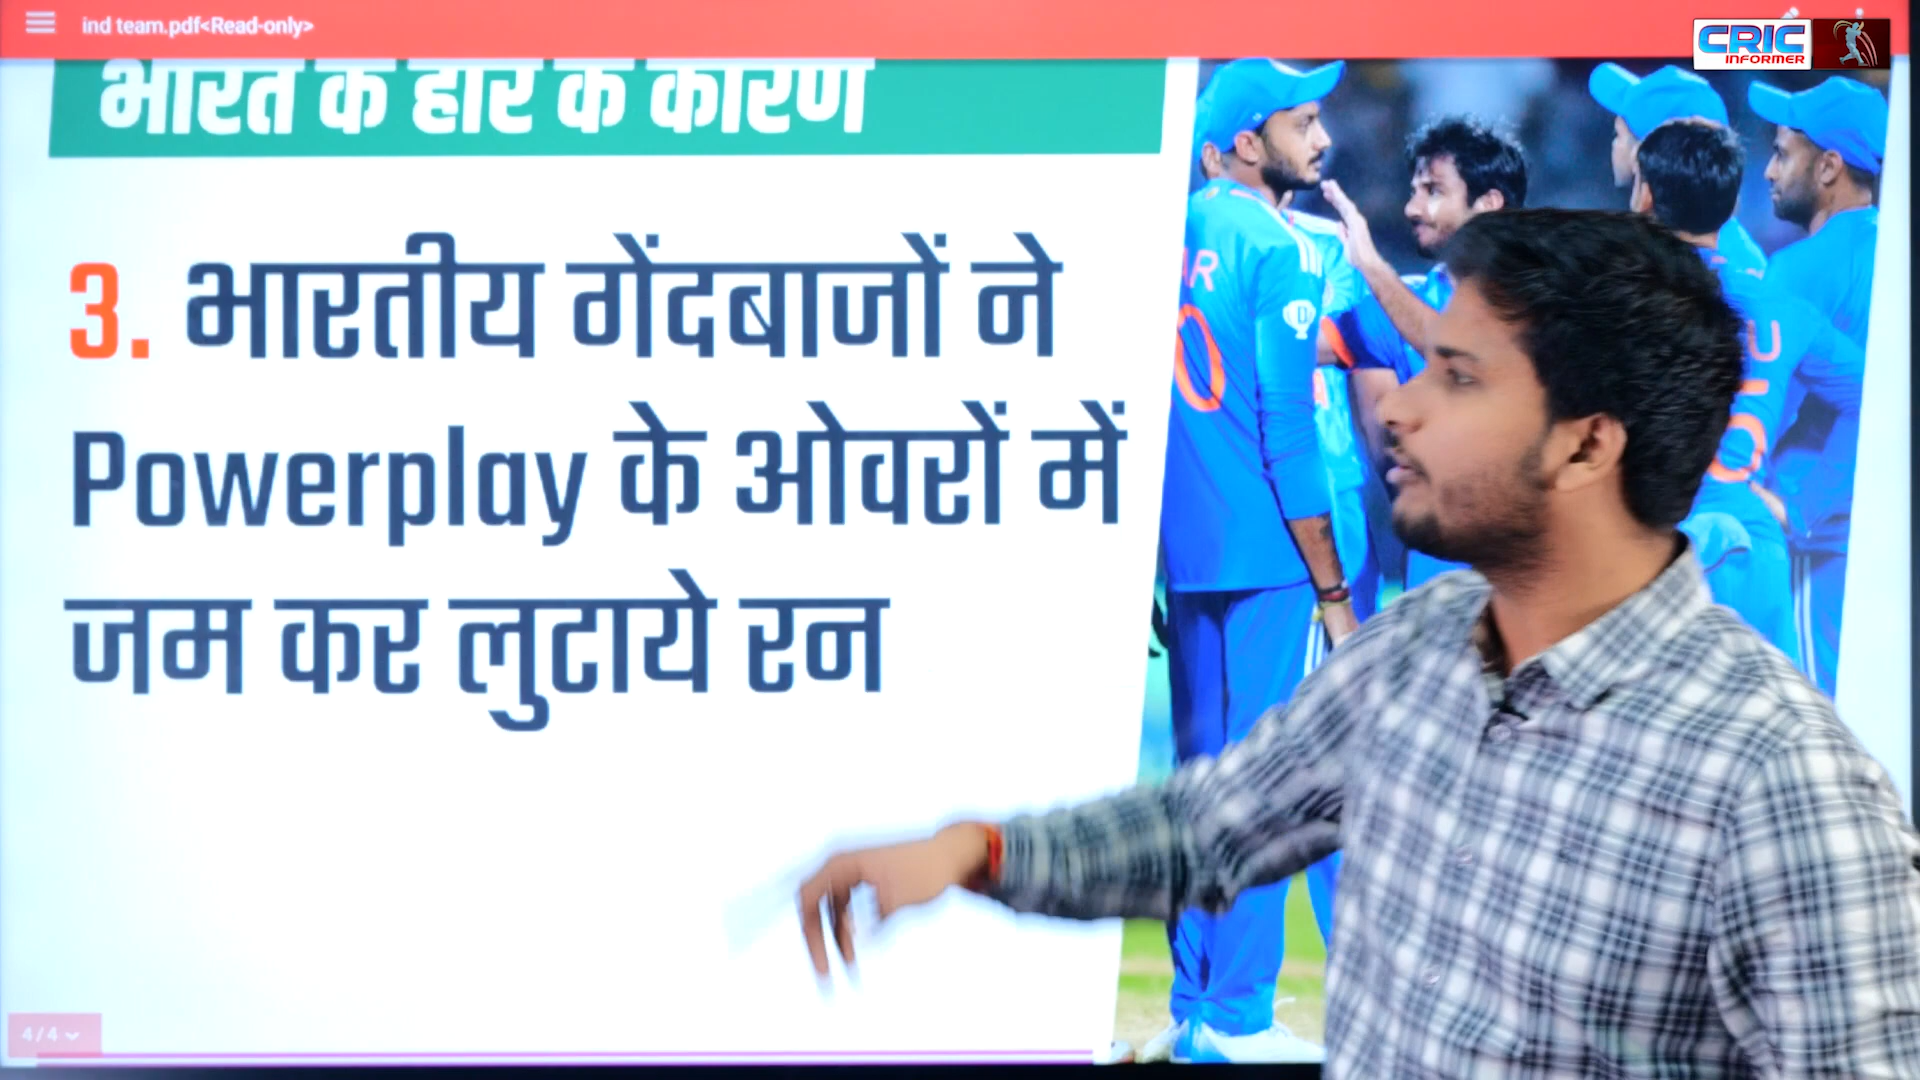 ind team.pdf<Read-only>
CRIC
INFORMER
भारत के हार के कारण
3. भारतीय गेंदबाजों ने
Powerplay के ओवरों में
जम कर लुटाये रन
4/4